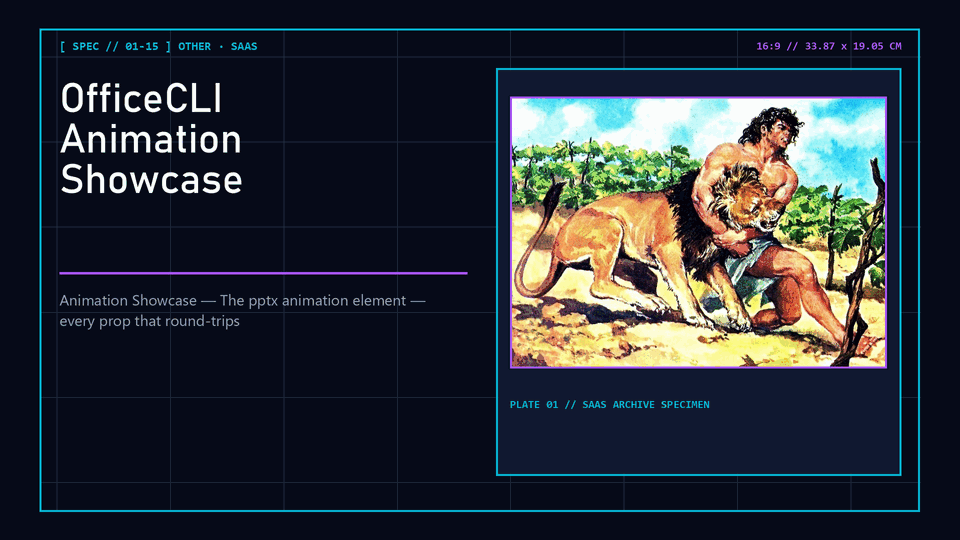 [ SPEC // 01-15 ] OTHER · SAAS
16:9 // 33.87 x 19.05 CM
OfficeCLI
Animation
Showcase
Animation Showcase — The pptx animation element —
every prop that round-trips
PLATE 01 // SAAS ARCHIVE SPECIMEN